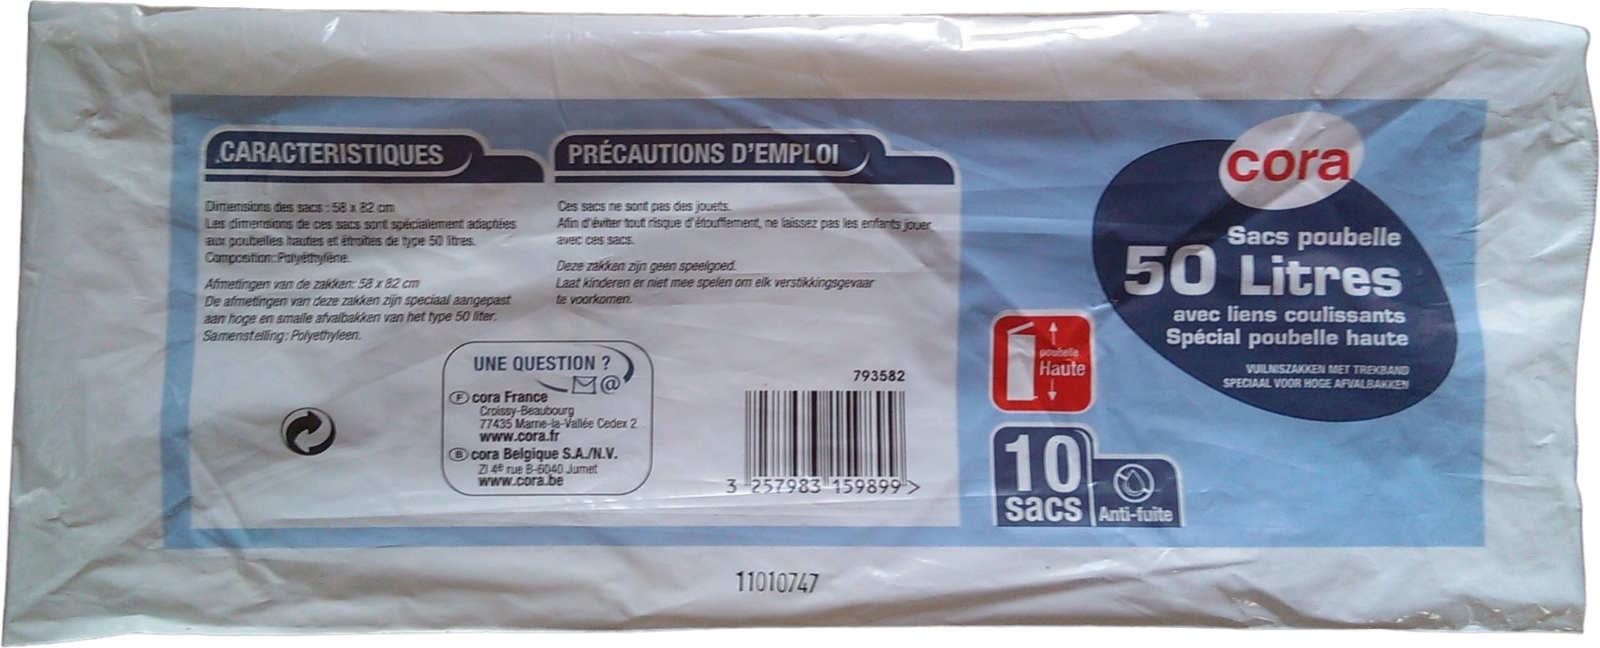 CARACTERISTIQUES
Dimensions des sacs : 58 x 82 cm
Les dimensions de ces sacs sont spécialement adaptées
aux poubelles hautes et étroites de type 50 litres.
Composition: Polyéthylène.
Afmetingen van de zakken: 58 x 82 cm
De afmetingen van deze zakken zijn speciaal aangepast
aan hoge en smalle afvalbakken van het type 50 liter.
Samenstelling: Polyethyleen.
PRÉCAUTIONS D'EMPLOI
Ces sacs ne sont pas des jouets.
Afin d'éviter tout risque d'étouffement, ne laissez pas les enfants jouer
avec ces sacs.
Deze zakken zijn geen speelgoed.
Laat kinderen er niet mee spelen om elk verstikkingsgevaar
te voorkomen.
UNE QUESTION ?
@
F cora France
Croissy-Beaubourg
77435 Marne-la-Vallée Cedex 2
www.cora.fr
B cora Belgique S.A./N.V.
ZI 4e rue B-6040 Jumet
www.cora.be
793582
3 257983 159899 >
cora
Sacs poubelle
50 Litres
avec liens coulissants
Spécial poubelle haute
VUILNISZAKKEN MET TREKBAND
SPECIAAL VOOR HOGE AFVALBAKKEN
poubelle
Haute
10
sacs
Anti-fuite
11010747